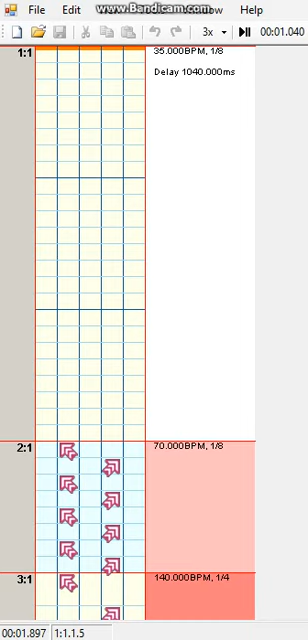 File Edit www.Bandicam.com Help
3x 00:01.040
1:1 35.000BPM, 1/8
Delay 1040.000ms
2:1 70.000BPM, 1/8
3:1 140.000BPM, 1/4
00:01.897 1:1.1.5